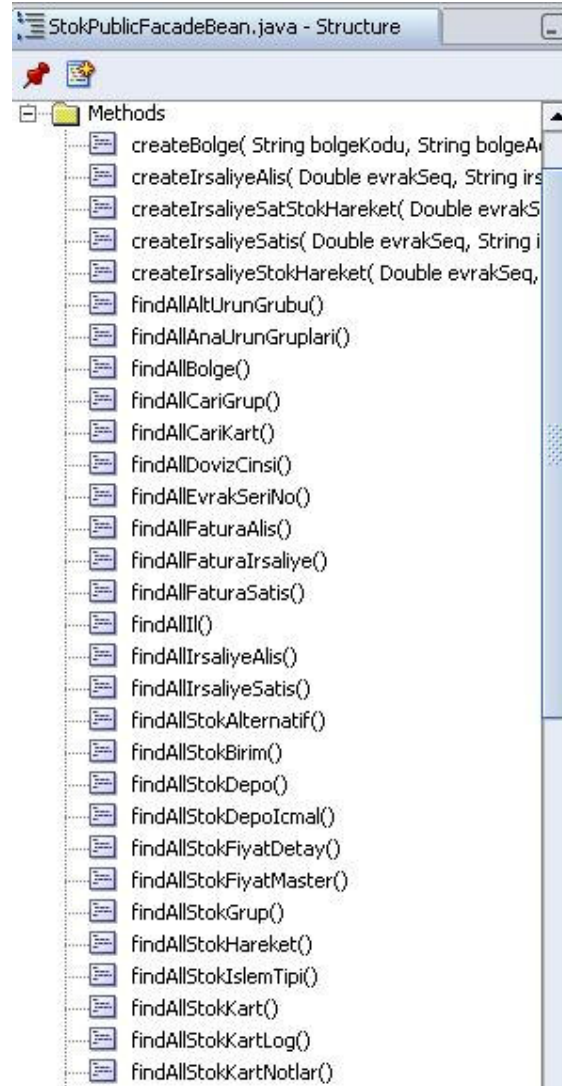 StokPublicFacadeBean.java - Structure
Methods
createBolge( String bolgeKodu, String bolgeA
createIrsaliyeAlis( Double evrakSeq, String irs
createIrsaliyeSatStokHareket( Double evrakS
createIrsaliyeSatis( Double evrakSeq, String i
createIrsaliyeStokHareket( Double evrakSeq,
findAllAltUrunGrubu()
findAllAnaUrunGruplari()
findAllBolge()
findAllCariGrup()
findAllCariKart()
findAllDovizCinsi()
findAllEvrakSeriNo()
findAllFaturaAlis()
findAllFaturaIrsaliye()
findAllFaturaSatis()
findAllIl()
findAllIrsaliyeAlis()
findAllIrsaliyeSatis()
findAllStokAlternatif()
findAllStokBirim()
findAllStokDepo()
findAllStokDepoIcmal()
findAllStokFiyatDetay()
findAllStokFiyatMaster()
findAllStokGrup()
findAllStokHareket()
findAllStokIslemTipi()
findAllStokKart()
findAllStokKartLog()
findAllStokKartNotlar()